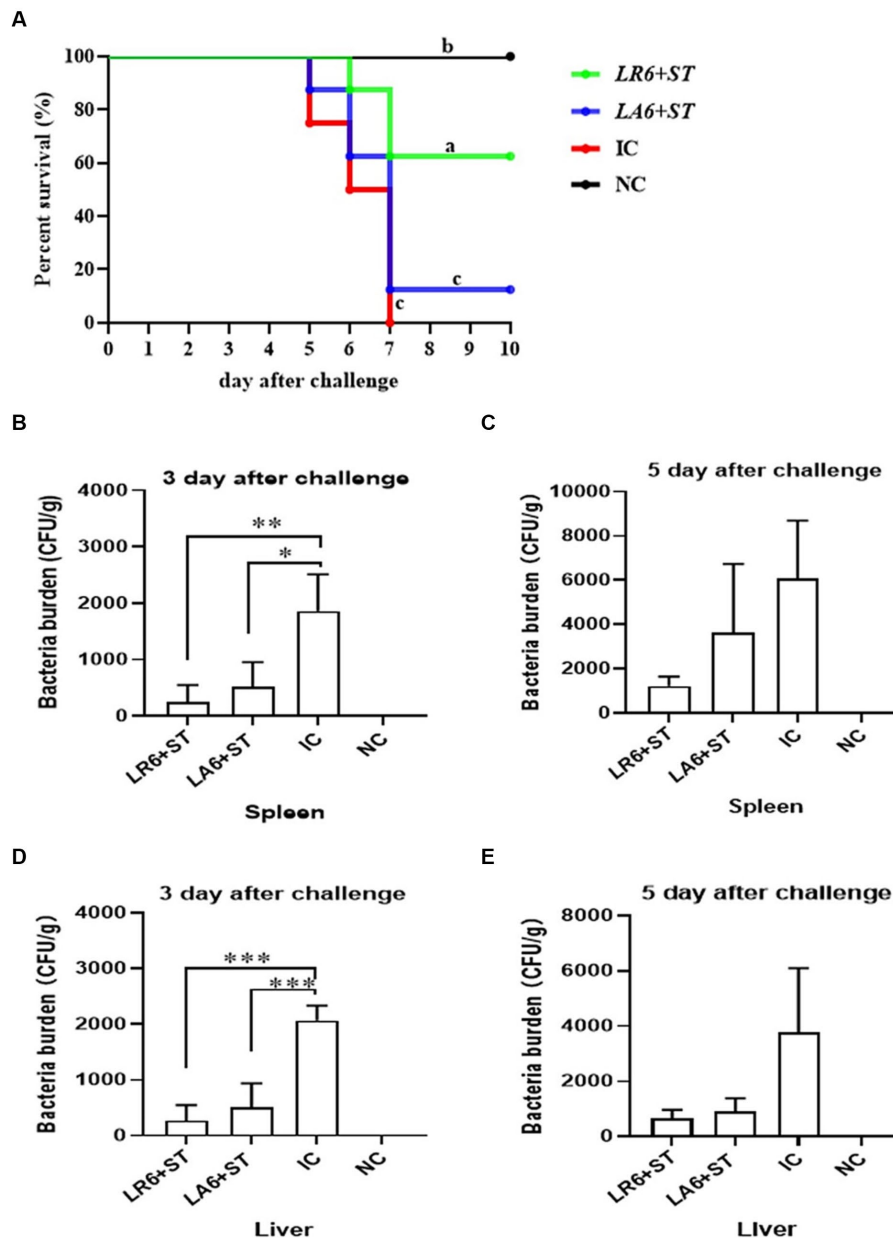 A
b
100
80
60
40
20
0
Percent survival (%)
a
c
c
0 1 2 3 4 5 6 7 8 9 10
day after challenge
LR6+ST
LA6+ST
IC
NC
B
3 day after challenge
4000
3000
2000
1000
0
Bacteria burden (CFU/g)
**
*
LR6+ST LA6+ST IC NC
Spleen
C
5 day after challenge
10000
8000
6000
4000
2000
0
Bacteria burden (CFU/g)
LR6+ST LA6+ST IC NC
Spleen
D
3 day after challenge
4000
3000
2000
1000
0
Bacteria burden (CFU/g)
***
***
LR6+ST LA6+ST IC NC
Liver
E
5 day after challenge
8000
6000
4000
2000
0
Bacteria burden (CFU/g)
LR6+ST LA6+ST IC NC
LIver